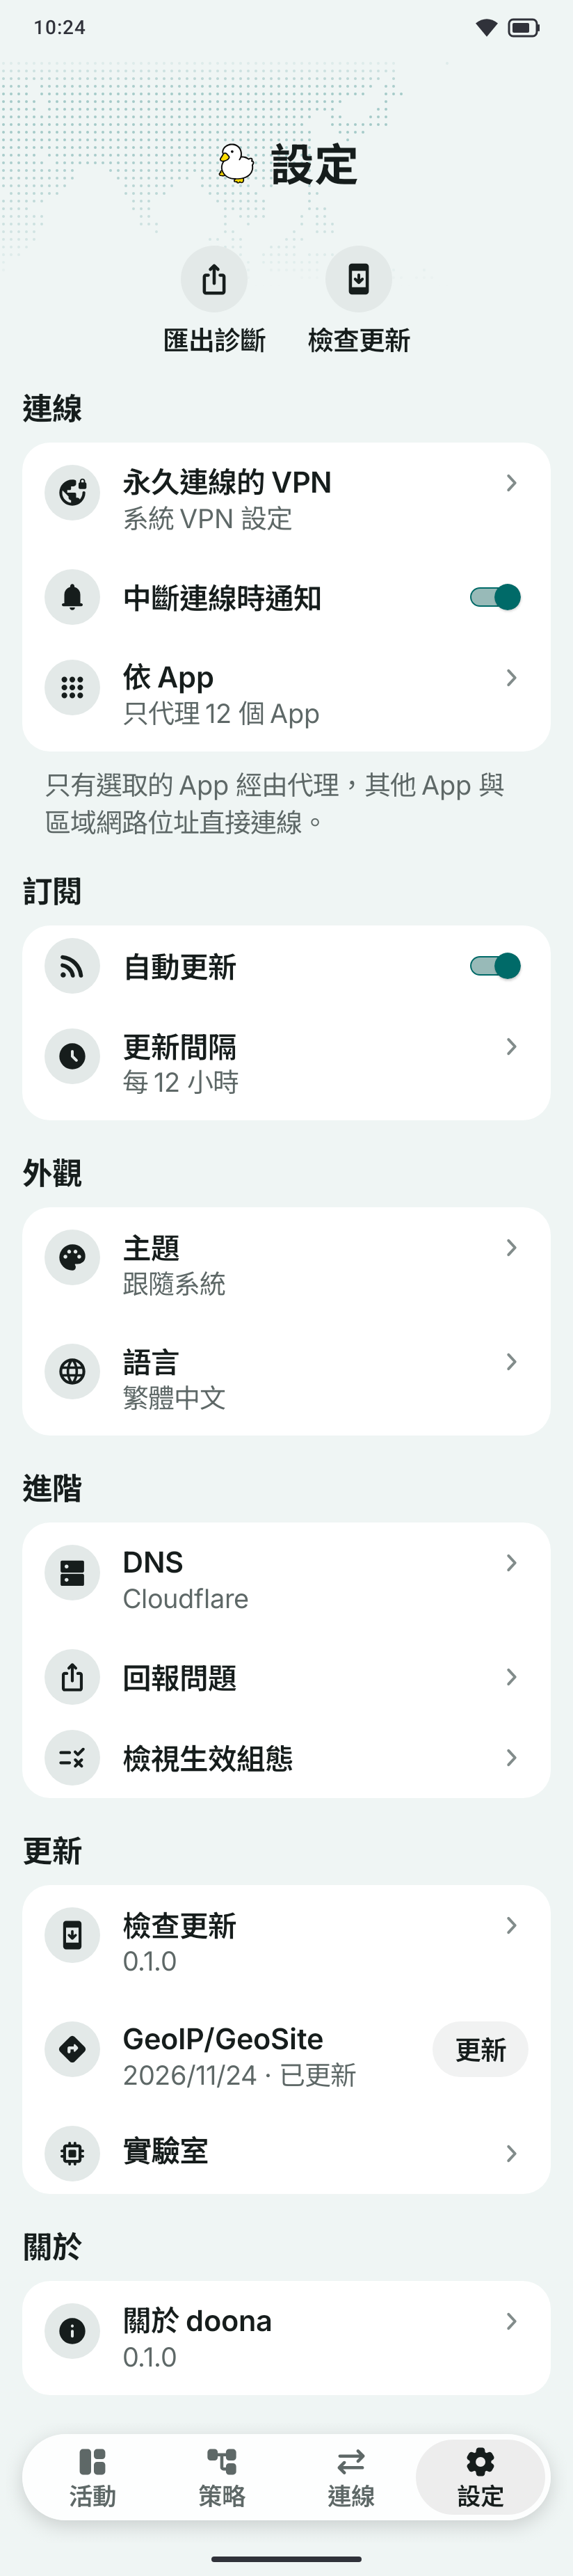 10:24
設定
匯出診斷
檢查更新
連線
永久連線的 VPN
系統 VPN 設定
中斷連線時通知
依 App
只代理 12 個 App
只有選取的 App 經由代理，其他 App 與
區域網路位址直接連線。
訂閱
自動更新
更新間隔
每 12 小時
外觀
主題
跟隨系統
語言
繁體中文
進階
DNS
Cloudflare
回報問題
檢視生效組態
更新
檢查更新
0.1.0
GeoIP/GeoSite
2026/11/24 · 已更新
更新
實驗室
關於
關於 doona
0.1.0
活動
策略
連線
設定